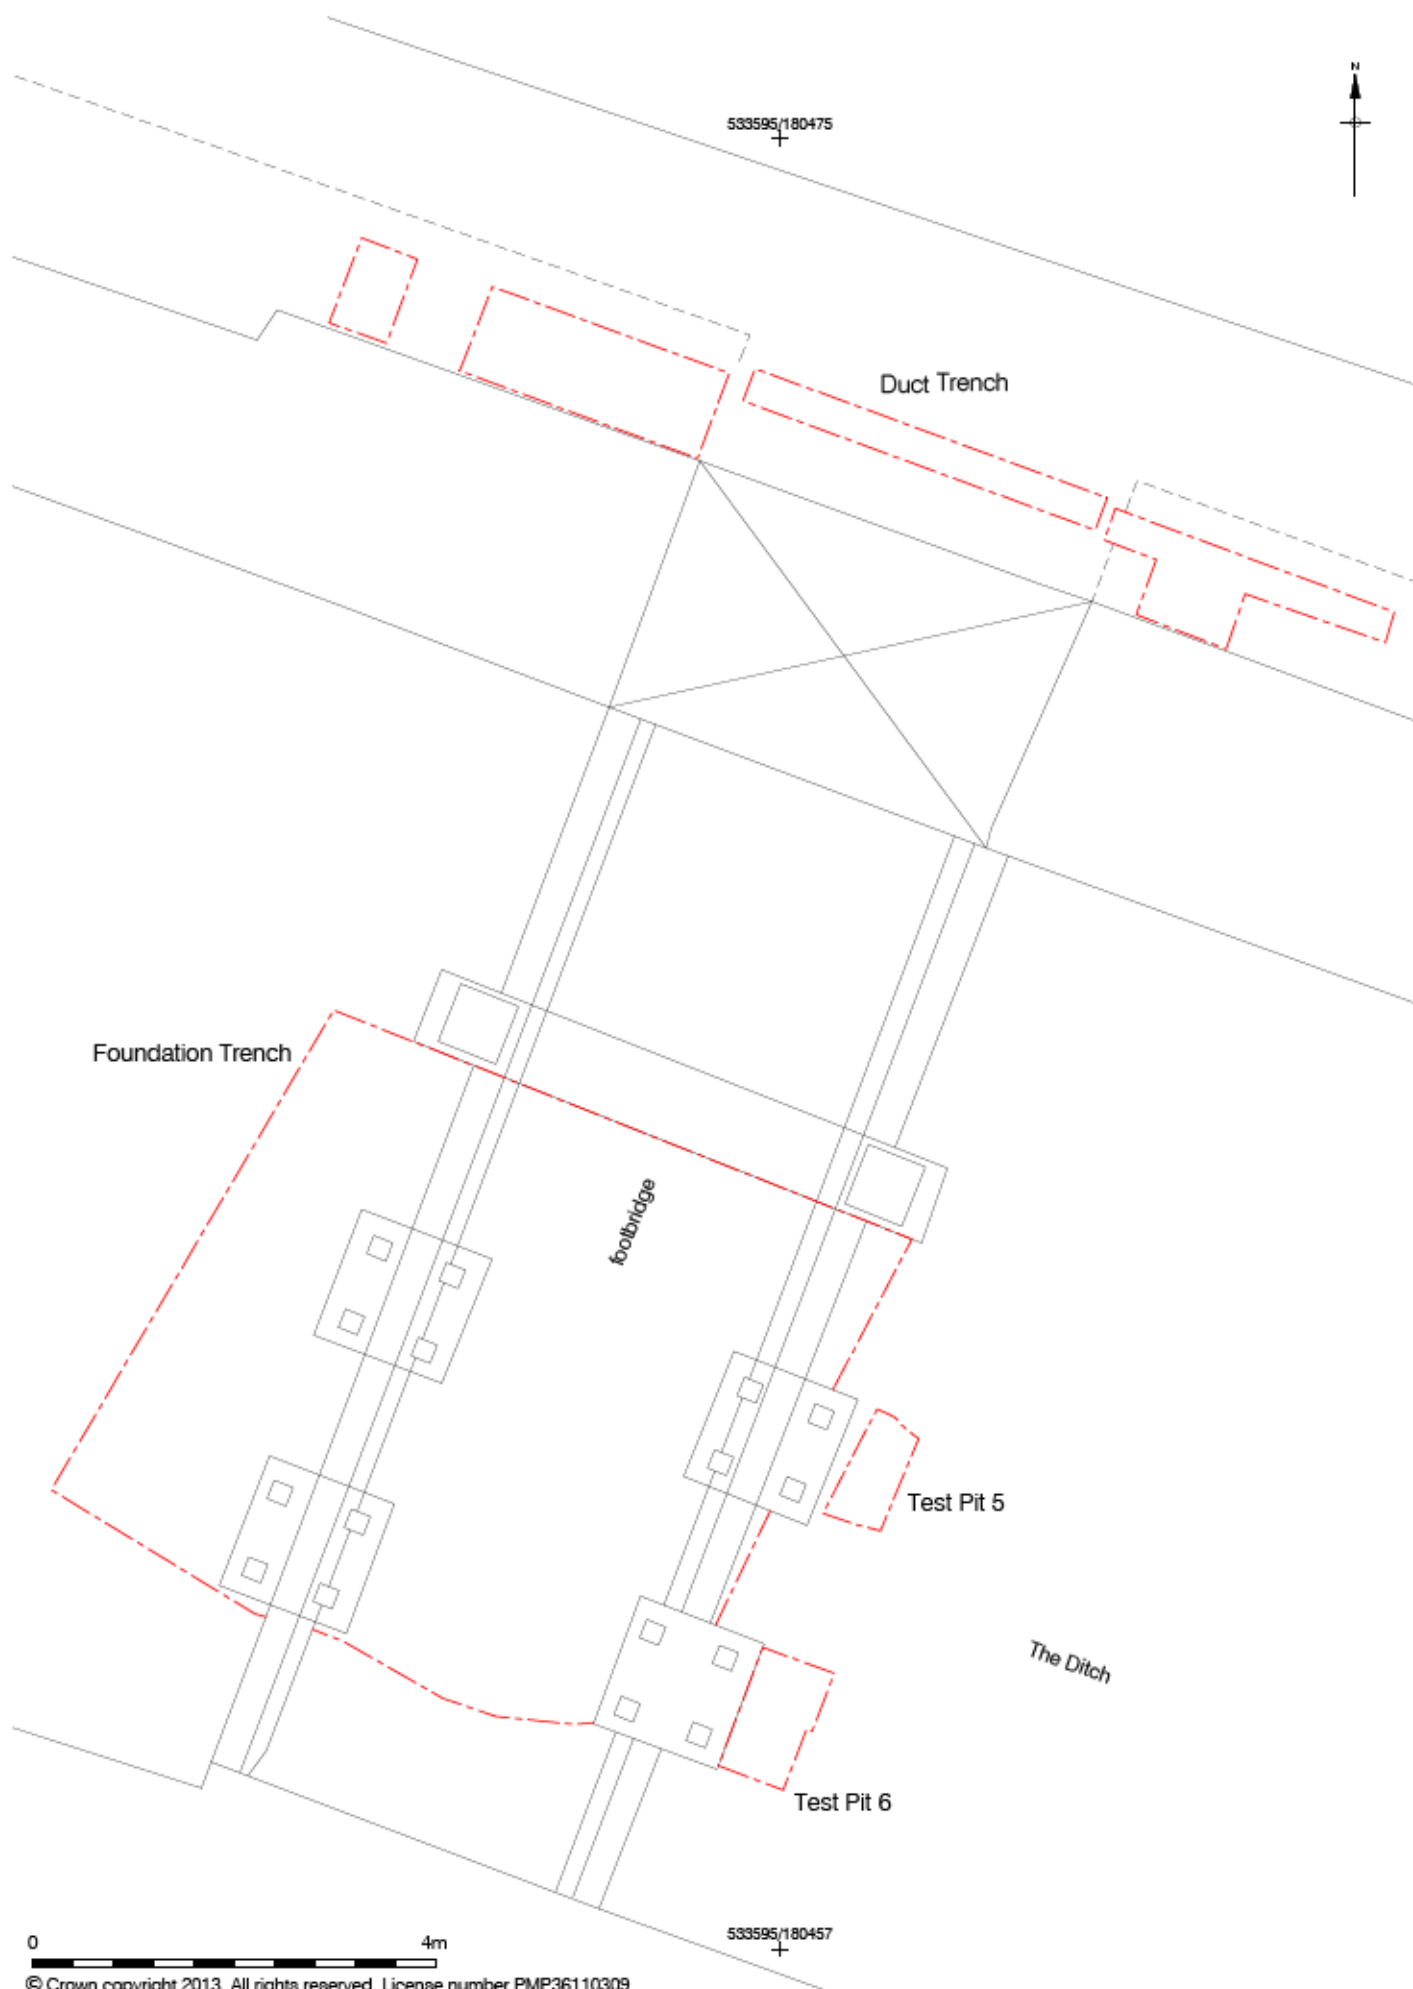 N
533595/180475
Duct Trench
Foundation Trench
footbridge
Test Pit 5
The Ditch
Test Pit 6
533595/180457
0 4m
© Crown copyright 2013. All rights reserved. License number PMP36110309